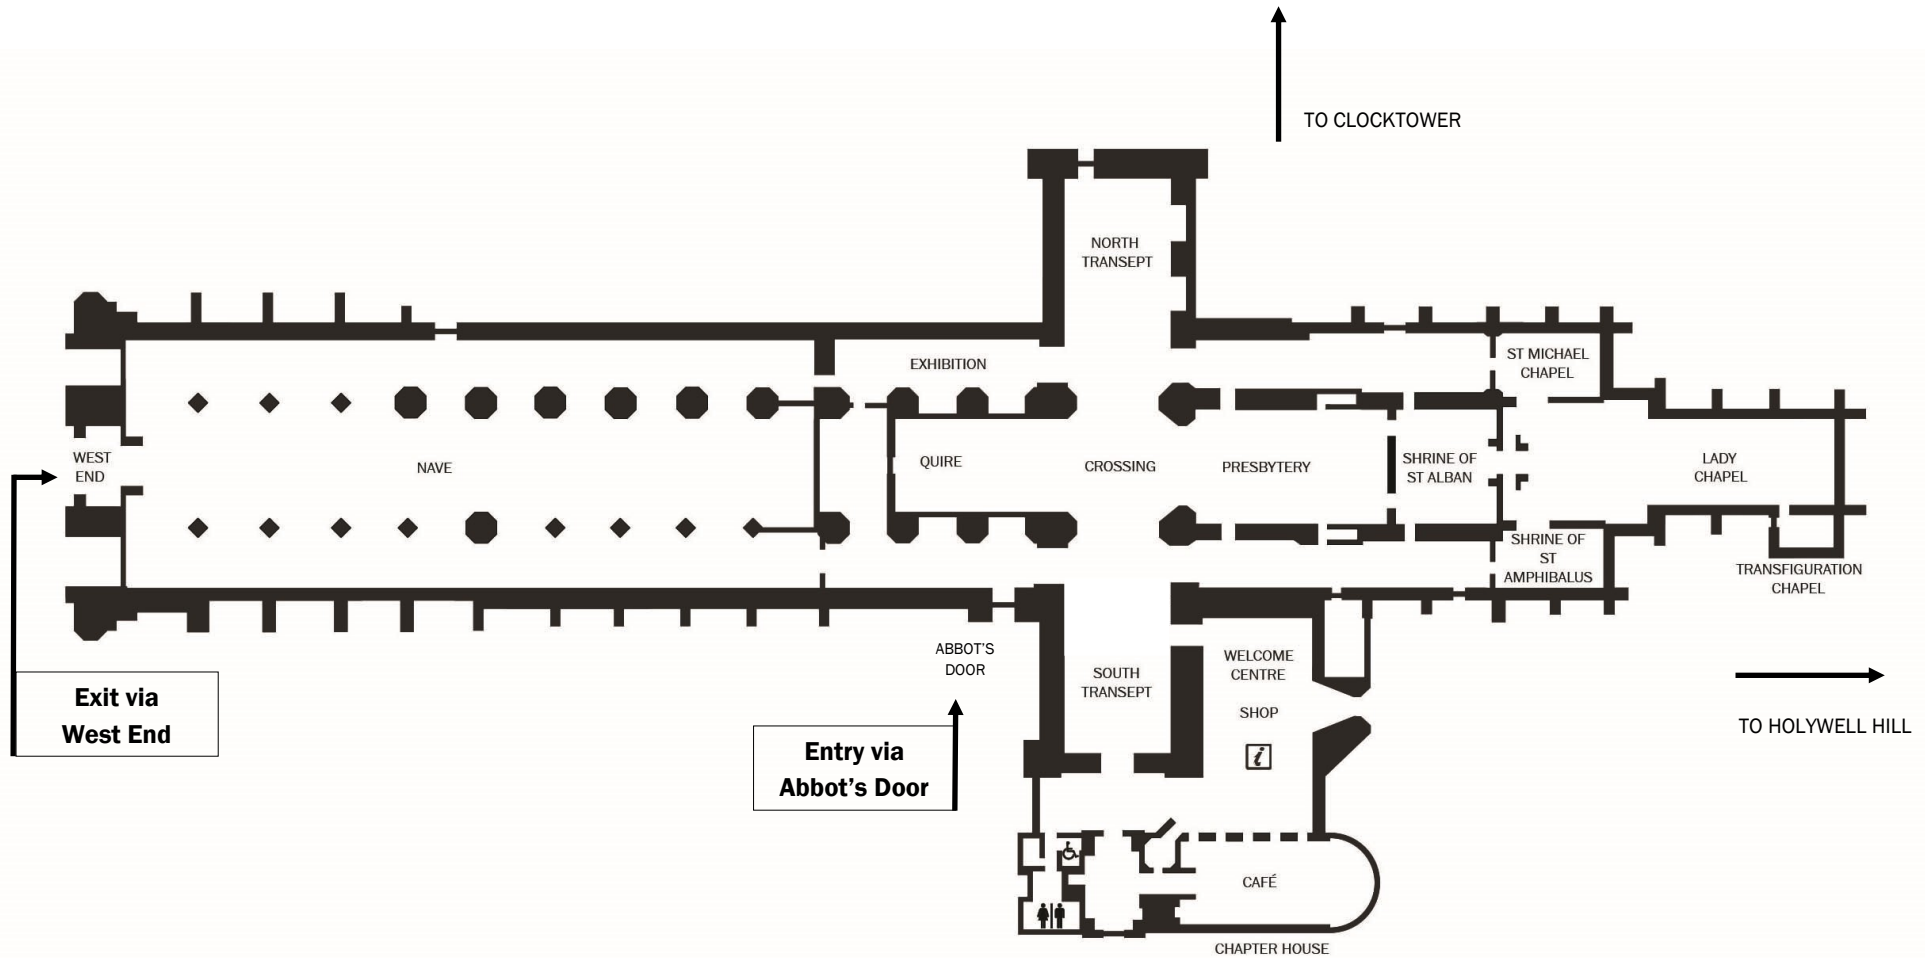 TO CLOCKTOWER
NORTH
TRANSEPT
EXHIBITION
ST MICHAEL
CHAPEL
WEST
END
NAVE
QUIRE
CROSSING
PRESBYTERY
SHRINE OF
ST ALBAN
LADY
CHAPEL
SHRINE OF
ST
AMPHIBALUS
TRANSFIGURATION
CHAPEL
ABBOT'S
DOOR
SOUTH
TRANSEPT
WELCOME
CENTRE
SHOP
i
Exit via
West End
Entry via
Abbot’s Door
TO HOLYWELL HILL
CAFÉ
CHAPTER HOUSE